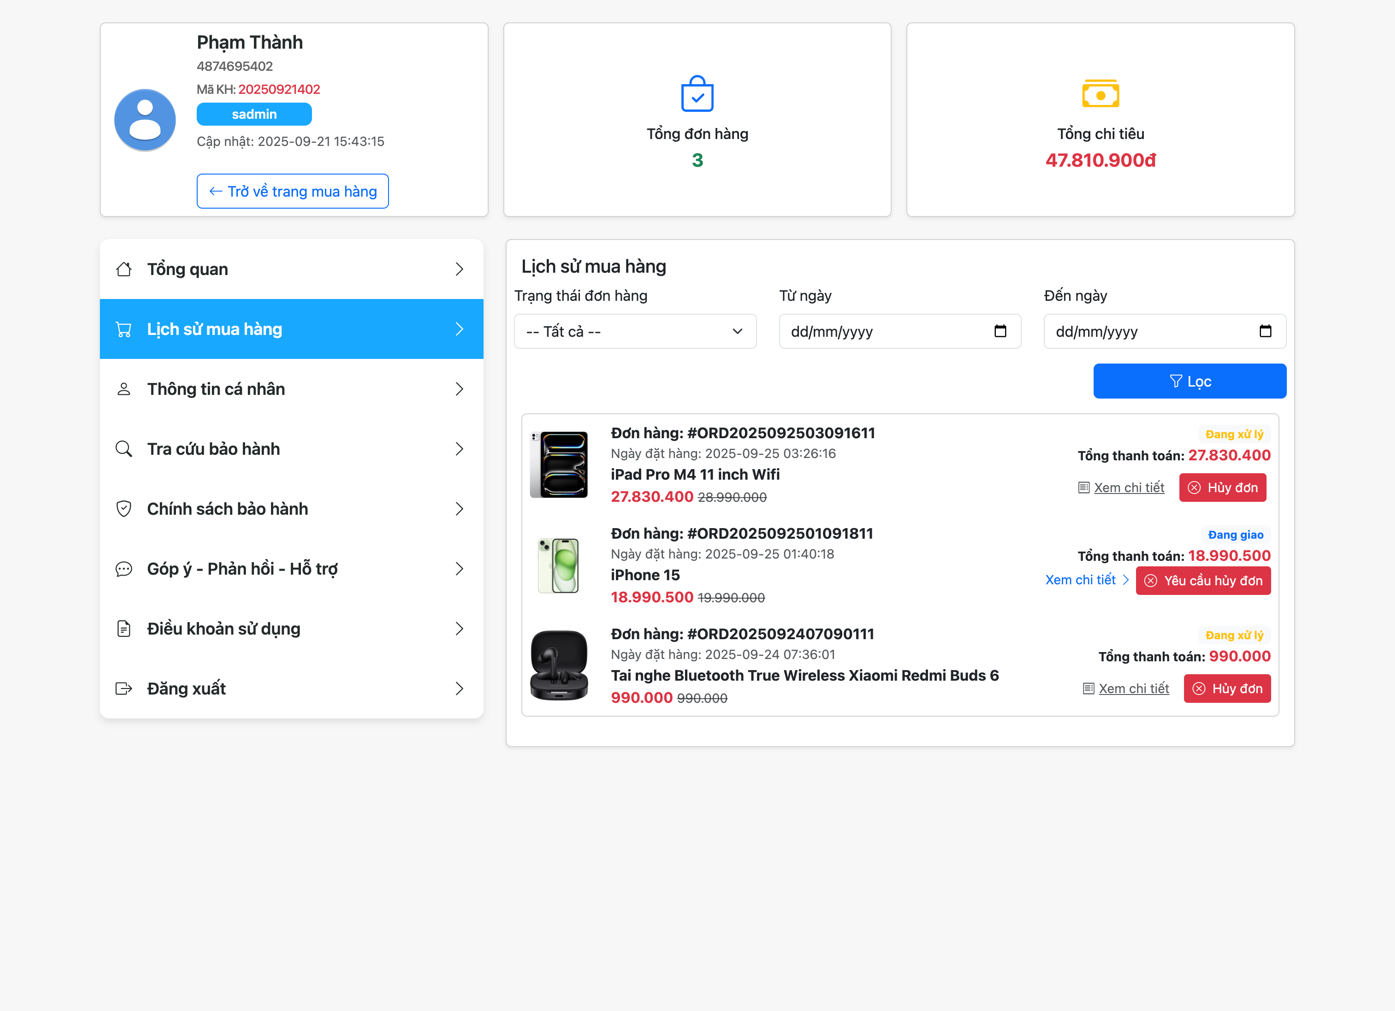 Phạm Thành
4874695402
Mã KH: 20250921402
sadmin
Cập nhật: 2025-09-21 15:43:15
Trở về trang mua hàng
Tổng đơn hàng
3
Tổng chi tiêu
47.810.900đ
Tổng quan
Lịch sử mua hàng
Thông tin cá nhân
Tra cứu bảo hành
Chính sách bảo hành
Góp ý - Phản hồi - Hỗ trợ
Điều khoản sử dụng
Đăng xuất
Lịch sử mua hàng
Trạng thái đơn hàng
-- Tất cả --
Từ ngày
dd/mm/yyyy
Đến ngày
dd/mm/yyyy
Lọc
Đơn hàng: #ORD2025092503091611
Ngày đặt hàng: 2025-09-25 03:26:16
iPad Pro M4 11 inch Wifi
27.830.400 28.990.000
Đang xử lý
Tổng thanh toán: 27.830.400
Xem chi tiết
Hủy đơn
Đơn hàng: #ORD2025092501091811
Ngày đặt hàng: 2025-09-25 01:40:18
iPhone 15
18.990.500 19.990.000
Đang giao
Tổng thanh toán: 18.990.500
Xem chi tiết
Yêu cầu hủy đơn
Đơn hàng: #ORD2025092407090111
Ngày đặt hàng: 2025-09-24 07:36:01
Tai nghe Bluetooth True Wireless Xiaomi Redmi Buds 6
990.000 990.000
Đang xử lý
Tổng thanh toán: 990.000
Xem chi tiết
Hủy đơn